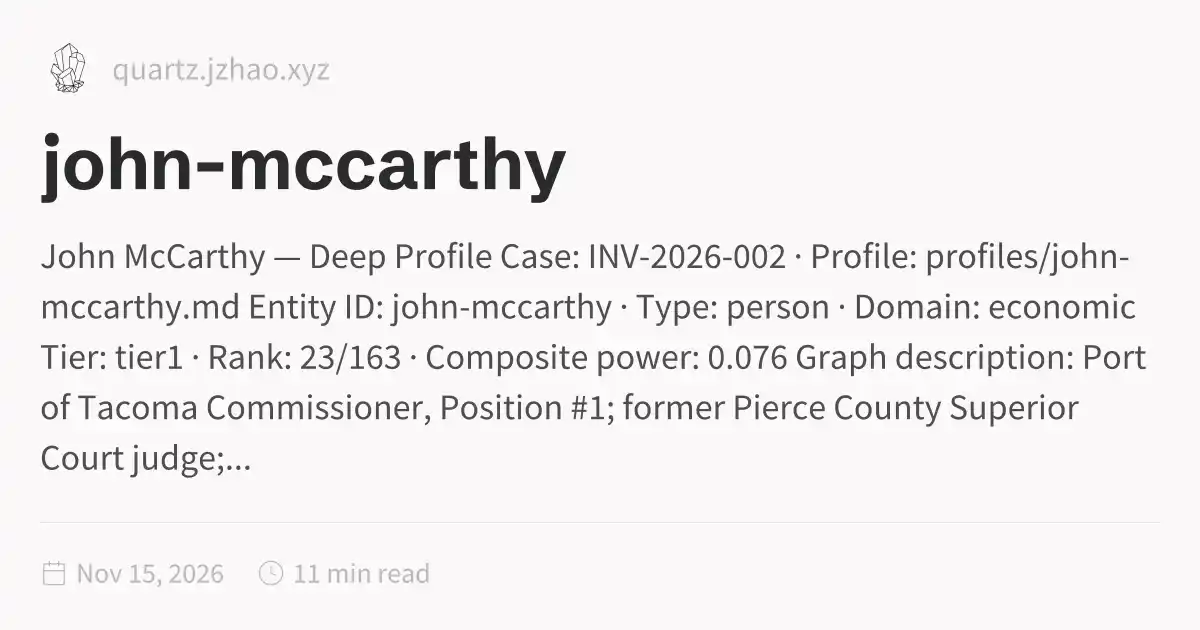 quartz.jzhao.xyz
john-mccarthy
John McCarthy — Deep Profile Case: INV-2026-002 · Profile: profiles/john-
mccarthy.md Entity ID: john-mccarthy · Type: person · Domain: economic
Tier: tier1 · Rank: 23/163 · Composite power: 0.076 Graph description: Port
of Tacoma Commissioner, Position #1; former Pierce County Superior
Court judge;...
Nov 15, 2026 11 min read